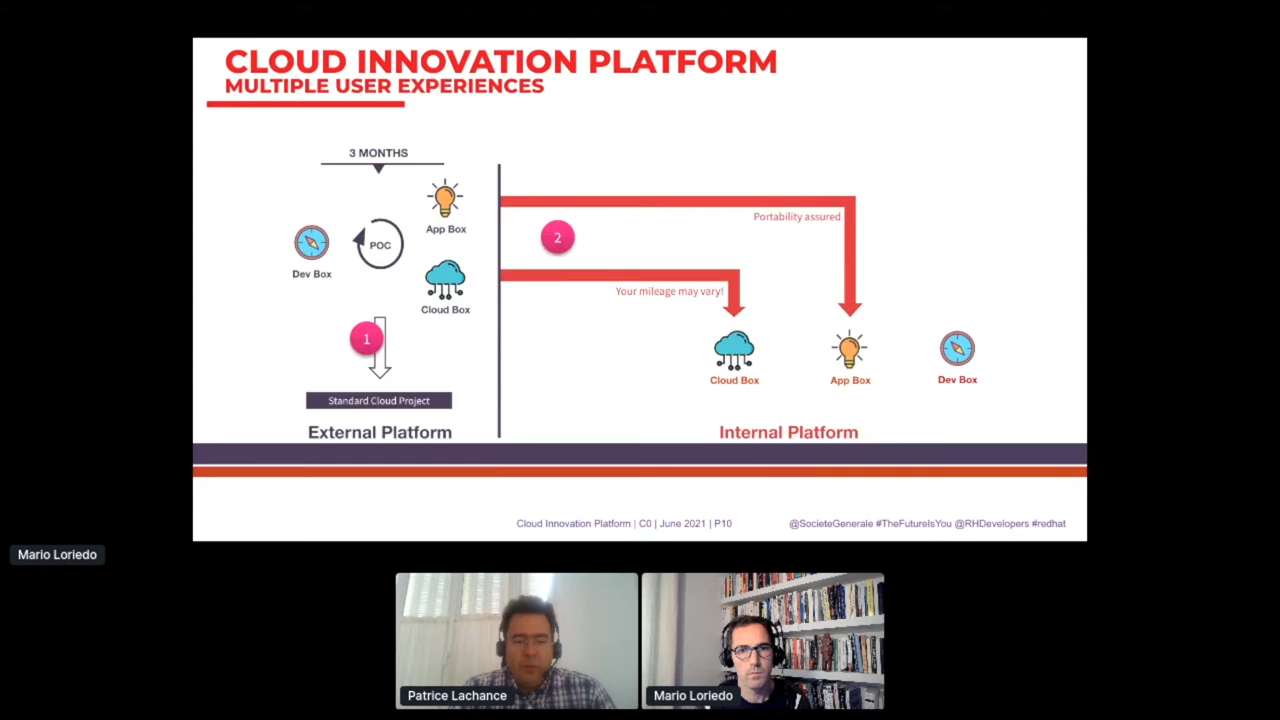 CLOUD INNOVATION PLATFORM
MULTIPLE USER EXPERIENCES
3 MONTHS
App Box
POC
Dev Box
Cloud Box
1
Standard Cloud Project
External Platform
2
Portability assured
Your mileage may vary!
Cloud Box
App Box
Dev Box
Internal Platform
Cloud Innovation Platform | C0 | June 2021 | P10
@SocieteGenerale #TheFutureIsYou @RHDevelopers #redhat
Mario Loriedo
Patrice Lachance
Mario Loriedo